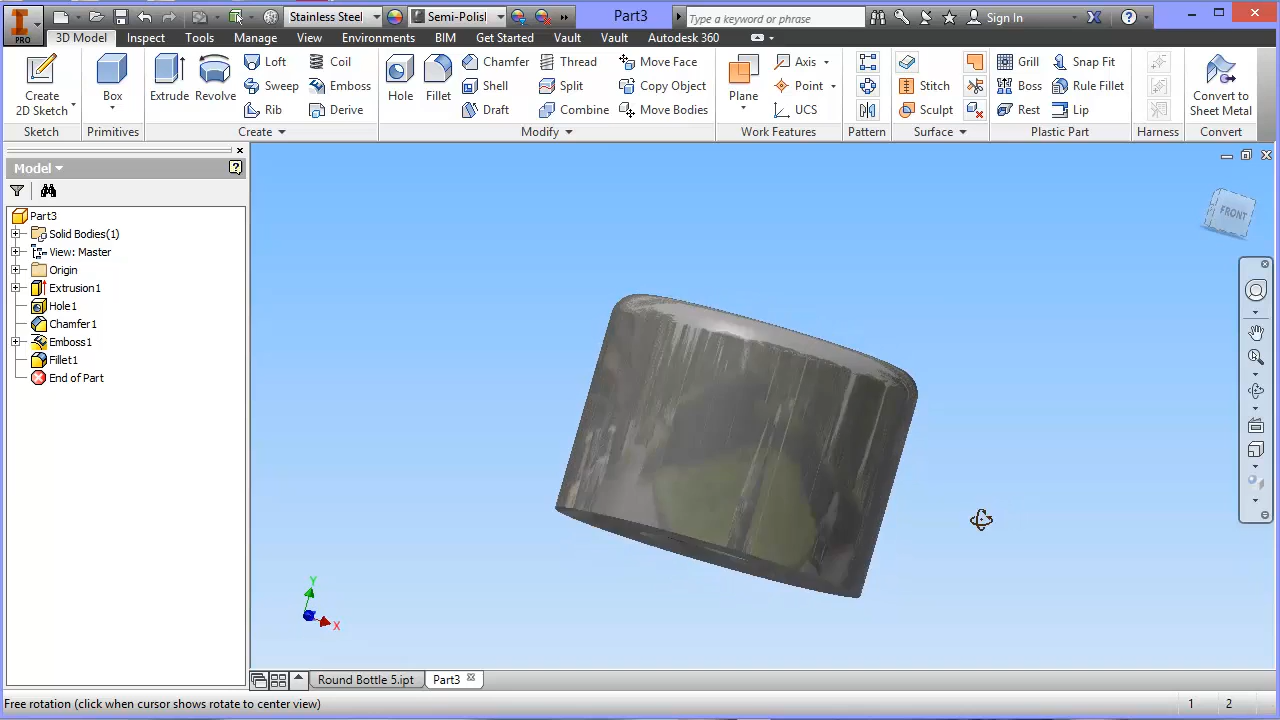 PRO
Stainless Steel
Semi-Polish
Part3
Type a keyword or phrase
Sign In
3D Model
Inspect
Tools
Manage
View
Environments
BIM
Get Started
Vault
Vault
Autodesk 360
Create
2D Sketch
Box
Extrude
Revolve
Loft
Sweep
Rib
Coil
Emboss
Derive
Hole
Fillet
Chamfer
Shell
Draft
Thread
Split
Combine
Move Face
Copy Object
Move Bodies
Plane
Axis
Point
UCS
Stitch
Sculpt
Grill
Boss
Rest
Snap Fit
Rule Fillet
Lip
Convert to
Sheet Metal
Sketch
Primitives
Create
Modify
Work Features
Pattern
Surface
Plastic Part
Harness
Convert
Model
Part3
Solid Bodies(1)
View: Master
Origin
Extrusion1
Hole1
Chamfer1
Emboss1
Fillet1
End of Part
FRONT
Y
X
Round Bottle 5.ipt
Part3
Free rotation (click when cursor shows rotate to center view)
1
2